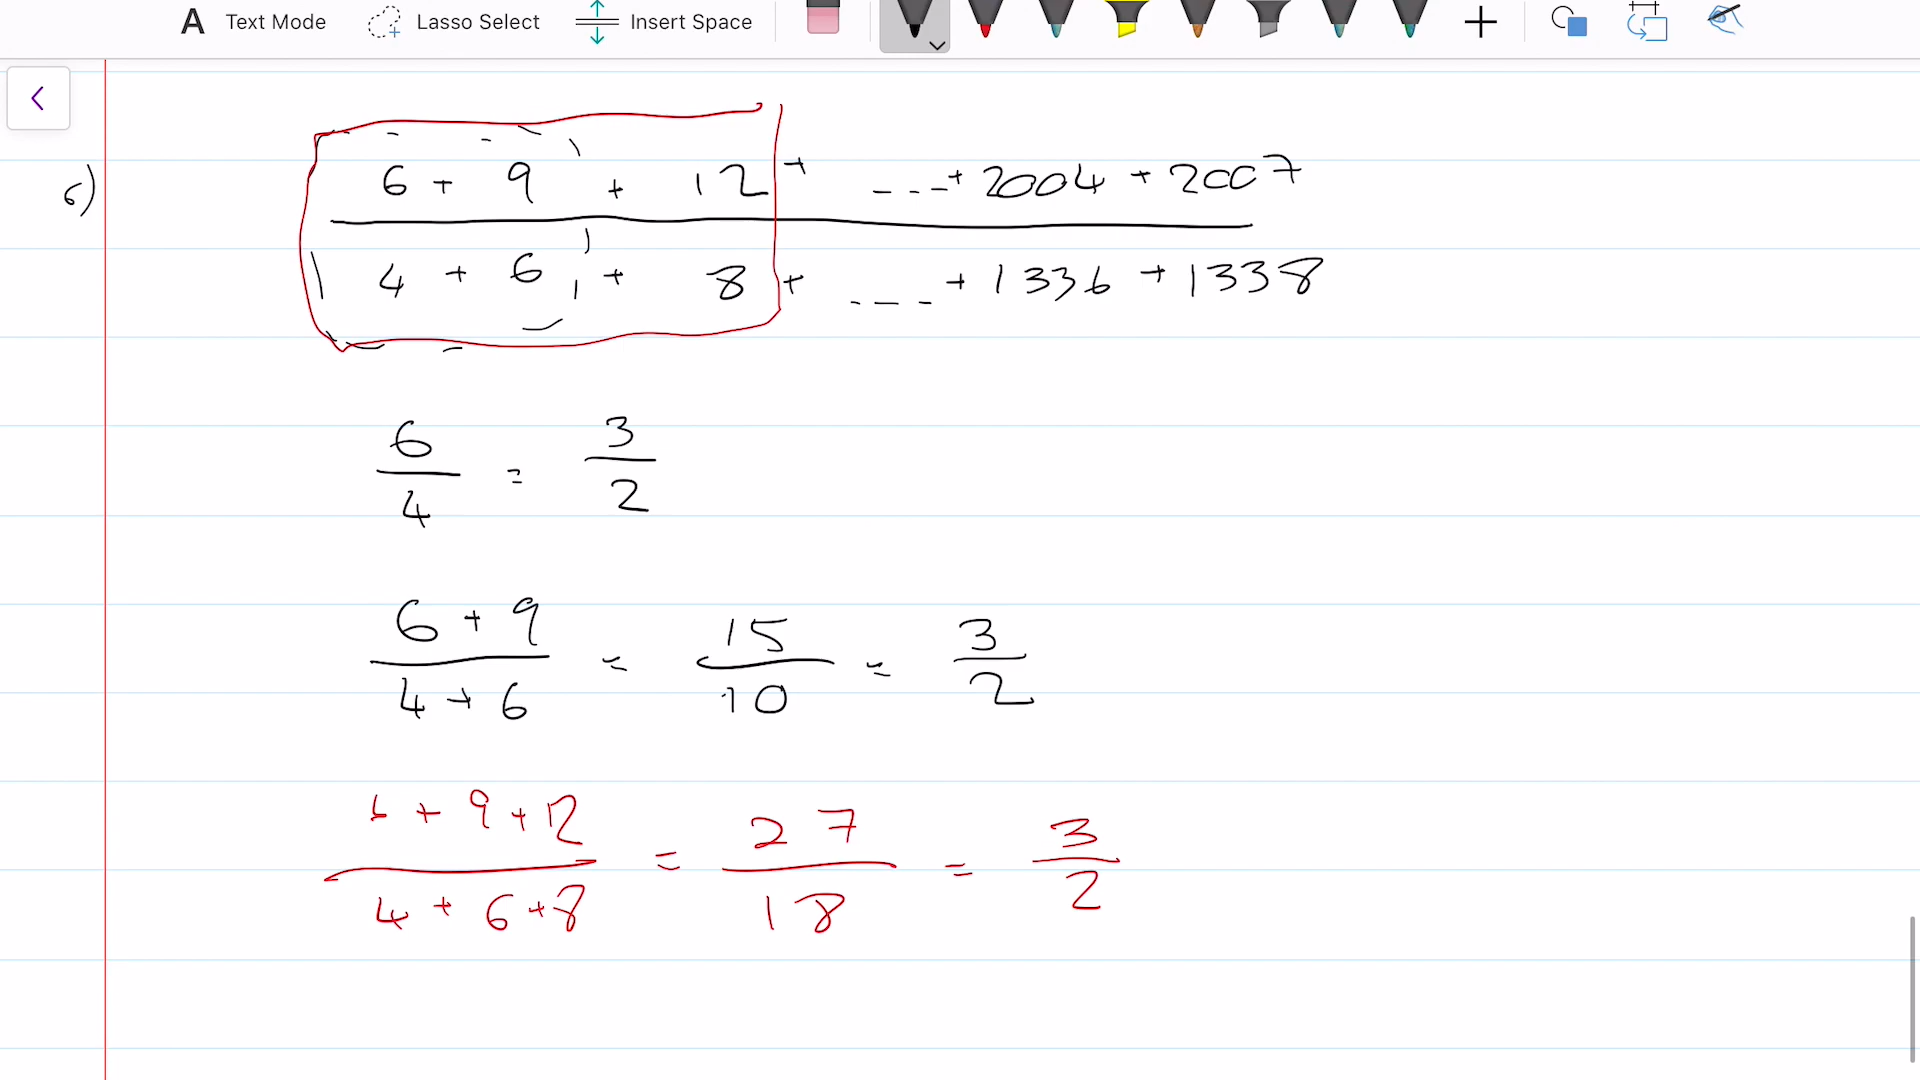 A Text Mode Lasso Select Insert Space
6) 6 + 9 + 12 + --- + 2004 + 2007
4 + 6 + 8 + ---- + 1336 + 1338
6/4 = 3/2
6 + 9 / 4 + 6 = 15/10 = 3/2
6 + 9 + 12 / 4 + 6 + 8 = 27/18 = 3/2